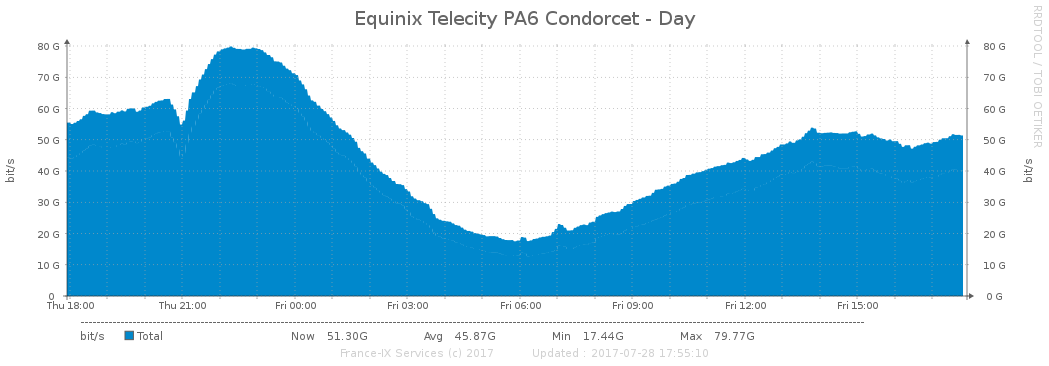 Equinix Telecity PA6 Condorcet - Day
RRDTOOL / TOBI OETIKER
bit/s
80 G
70 G
60 G
50 G
40 G
30 G
20 G
10 G
0
80 G
70 G
60 G
50 G
40 G
30 G
20 G
10 G
0 G
bit/s
Thu 18:00 Thu 21:00 Fri 00:00 Fri 03:00 Fri 06:00 Fri 09:00 Fri 12:00 Fri 15:00
bit/s Total Now 51.30G Avg 45.87G Min 17.44G Max 79.77G
France-IX Services (c) 2017 Updated : 2017-07-28 17:55:10